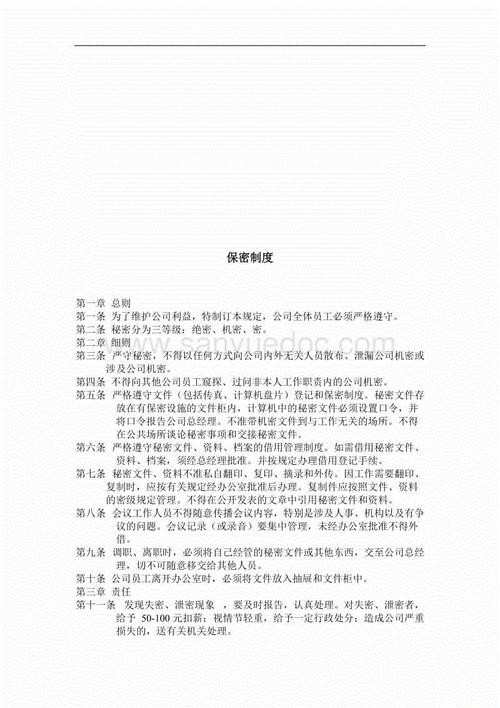 保密制度
第一章 总则
第一条 为了维护公司利益，特制订本规定，公司全体员工必须严格遵守。
第二条 秘密分为三等级：绝密、机密、密。
www.sanyuedoc.com
第二章 细则
第三条 严守秘密，不得以任何方式向公司内外无关人员散布、泄漏公司机密或
涉及公司机密。
第四条 不得向其他公司员工窥探、过问非本人工作职责内的公司机密。
第五条 严格遵守文件（包括传真、计算机盘片）登记和保密制度。秘密文件存
放在有保密设施的文件柜内，计算机中的秘密文件必须设置口令，并
将口令报告公司总经理。不准带机密文件到与工作无关的场所。不得
在公共场所谈论秘密事项和交接秘密文件。
第六条 严格遵守秘密文件、资料、档案的借用管理制度。如需借用秘密文件、
资料、档案，须经总经理批准。并按规定办理借用登记手续。
第七条 秘密文件、资料不准私自翻印、复印、摘录和外传。因工作需要翻印、
复制时，应按有关规定经办公室批准后办理。复制件应按照文件、资料
的密级规定管理。不得在公开发表的文章中引用秘密文件和资料。
第八条 会议工作人员不得随意传播会议内容，特别是涉及人事、机构以及有争
议的问题。会议记录（或录音）要集中管理，未经办公室批准不得外
借。
第九条 调职、离职时，必须将自己经管的秘密文件或其他东西，交至公司总经
理，切不可随意移交给其他人员。
第十条 公司员工离开办公室时，必须将文件放入抽屉和文件柜中。
第三章 责任
第十一条 发现失密、泄密现象 ，要及时报告，认真处理。对失密、泄密者，
给予 50-100 元扣薪；视情节轻重，给予一定行政处分；造成公司严重
损失的，送有关机关处理。